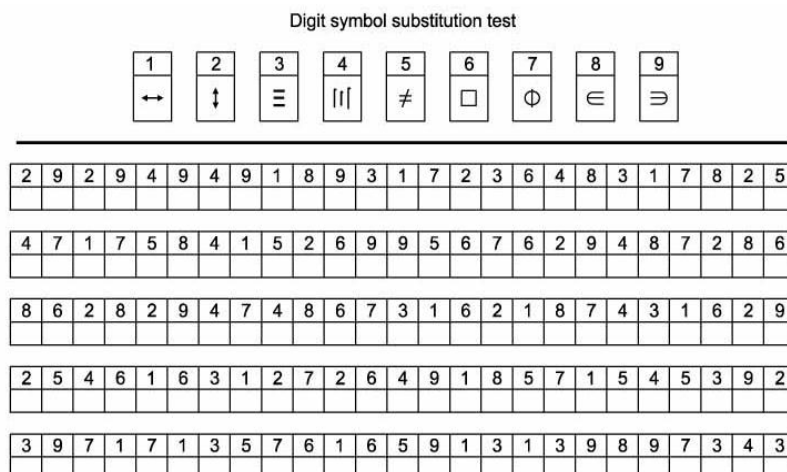 Digit symbol substitution test
1 2 3 4 5 6 7 8 9
↔ ↕ Ξ ⌈ı⌈ ≠ □ Φ ∈ ∋
2 9 2 9 4 9 4 9 1 8 9 3 1 7 2 3 6 4 8 3 1 7 8 2 5
4 7 1 7 5 8 4 1 5 2 6 9 9 5 6 7 6 2 9 4 8 7 2 8 6
8 6 2 8 2 9 4 7 4 8 6 7 3 1 6 2 1 8 7 4 3 1 6 2 9
2 5 4 6 1 6 3 1 2 7 2 6 4 9 1 8 5 7 1 5 4 5 3 9 2
3 9 7 1 7 1 3 5 7 6 1 6 5 9 1 3 1 3 9 8 9 7 3 4 3